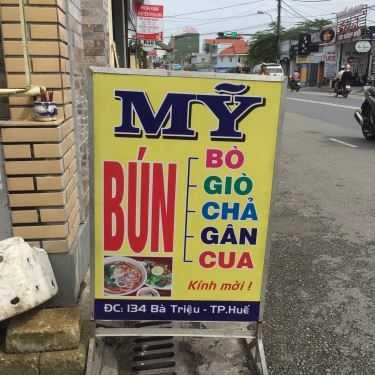 MỸ
BÚN
BÒ
GIÒ
CHẢ
GÂN
CUA
Kính mời !
ĐC: 134 Bà Triệu - TP.Huế